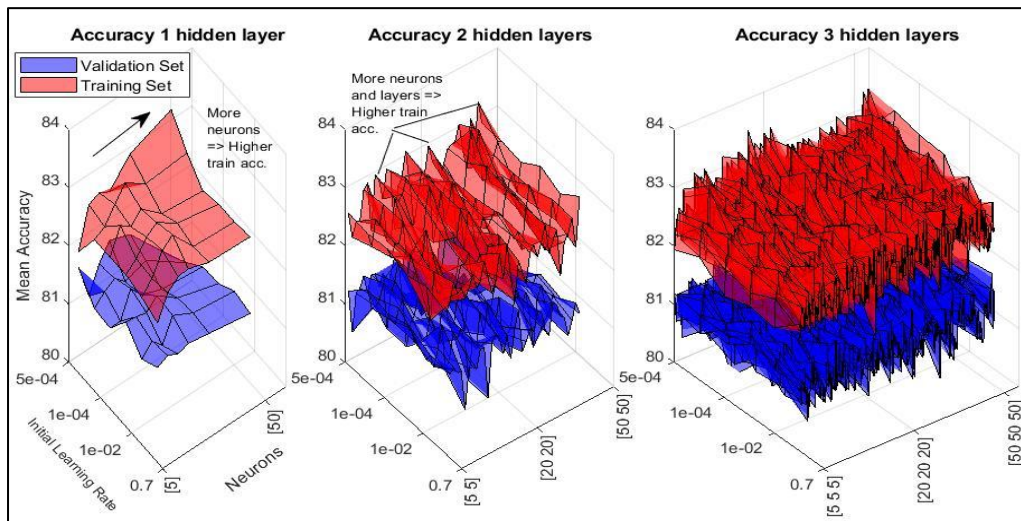 Accuracy 1 hidden layer
Validation Set
Training Set
More
neurons
=> Higher
train acc.
Mean Accuracy
84
83
82
81
80
5e-04
1e-04
1e-02
0.7
Initial Learning Rate
[5]
[50]
Neurons
Accuracy 2 hidden layers
More neurons
and layers =>
Higher train
acc.
84
83
82
81
80
5e-04
1e-04
1e-02
0.7
[5 5]
[20 20]
[50 50]
Accuracy 3 hidden layers
84
83
82
81
80
5e-04
1e-04
1e-02
0.7
[5 5 5]
[20 20 20]
[50 50 50]